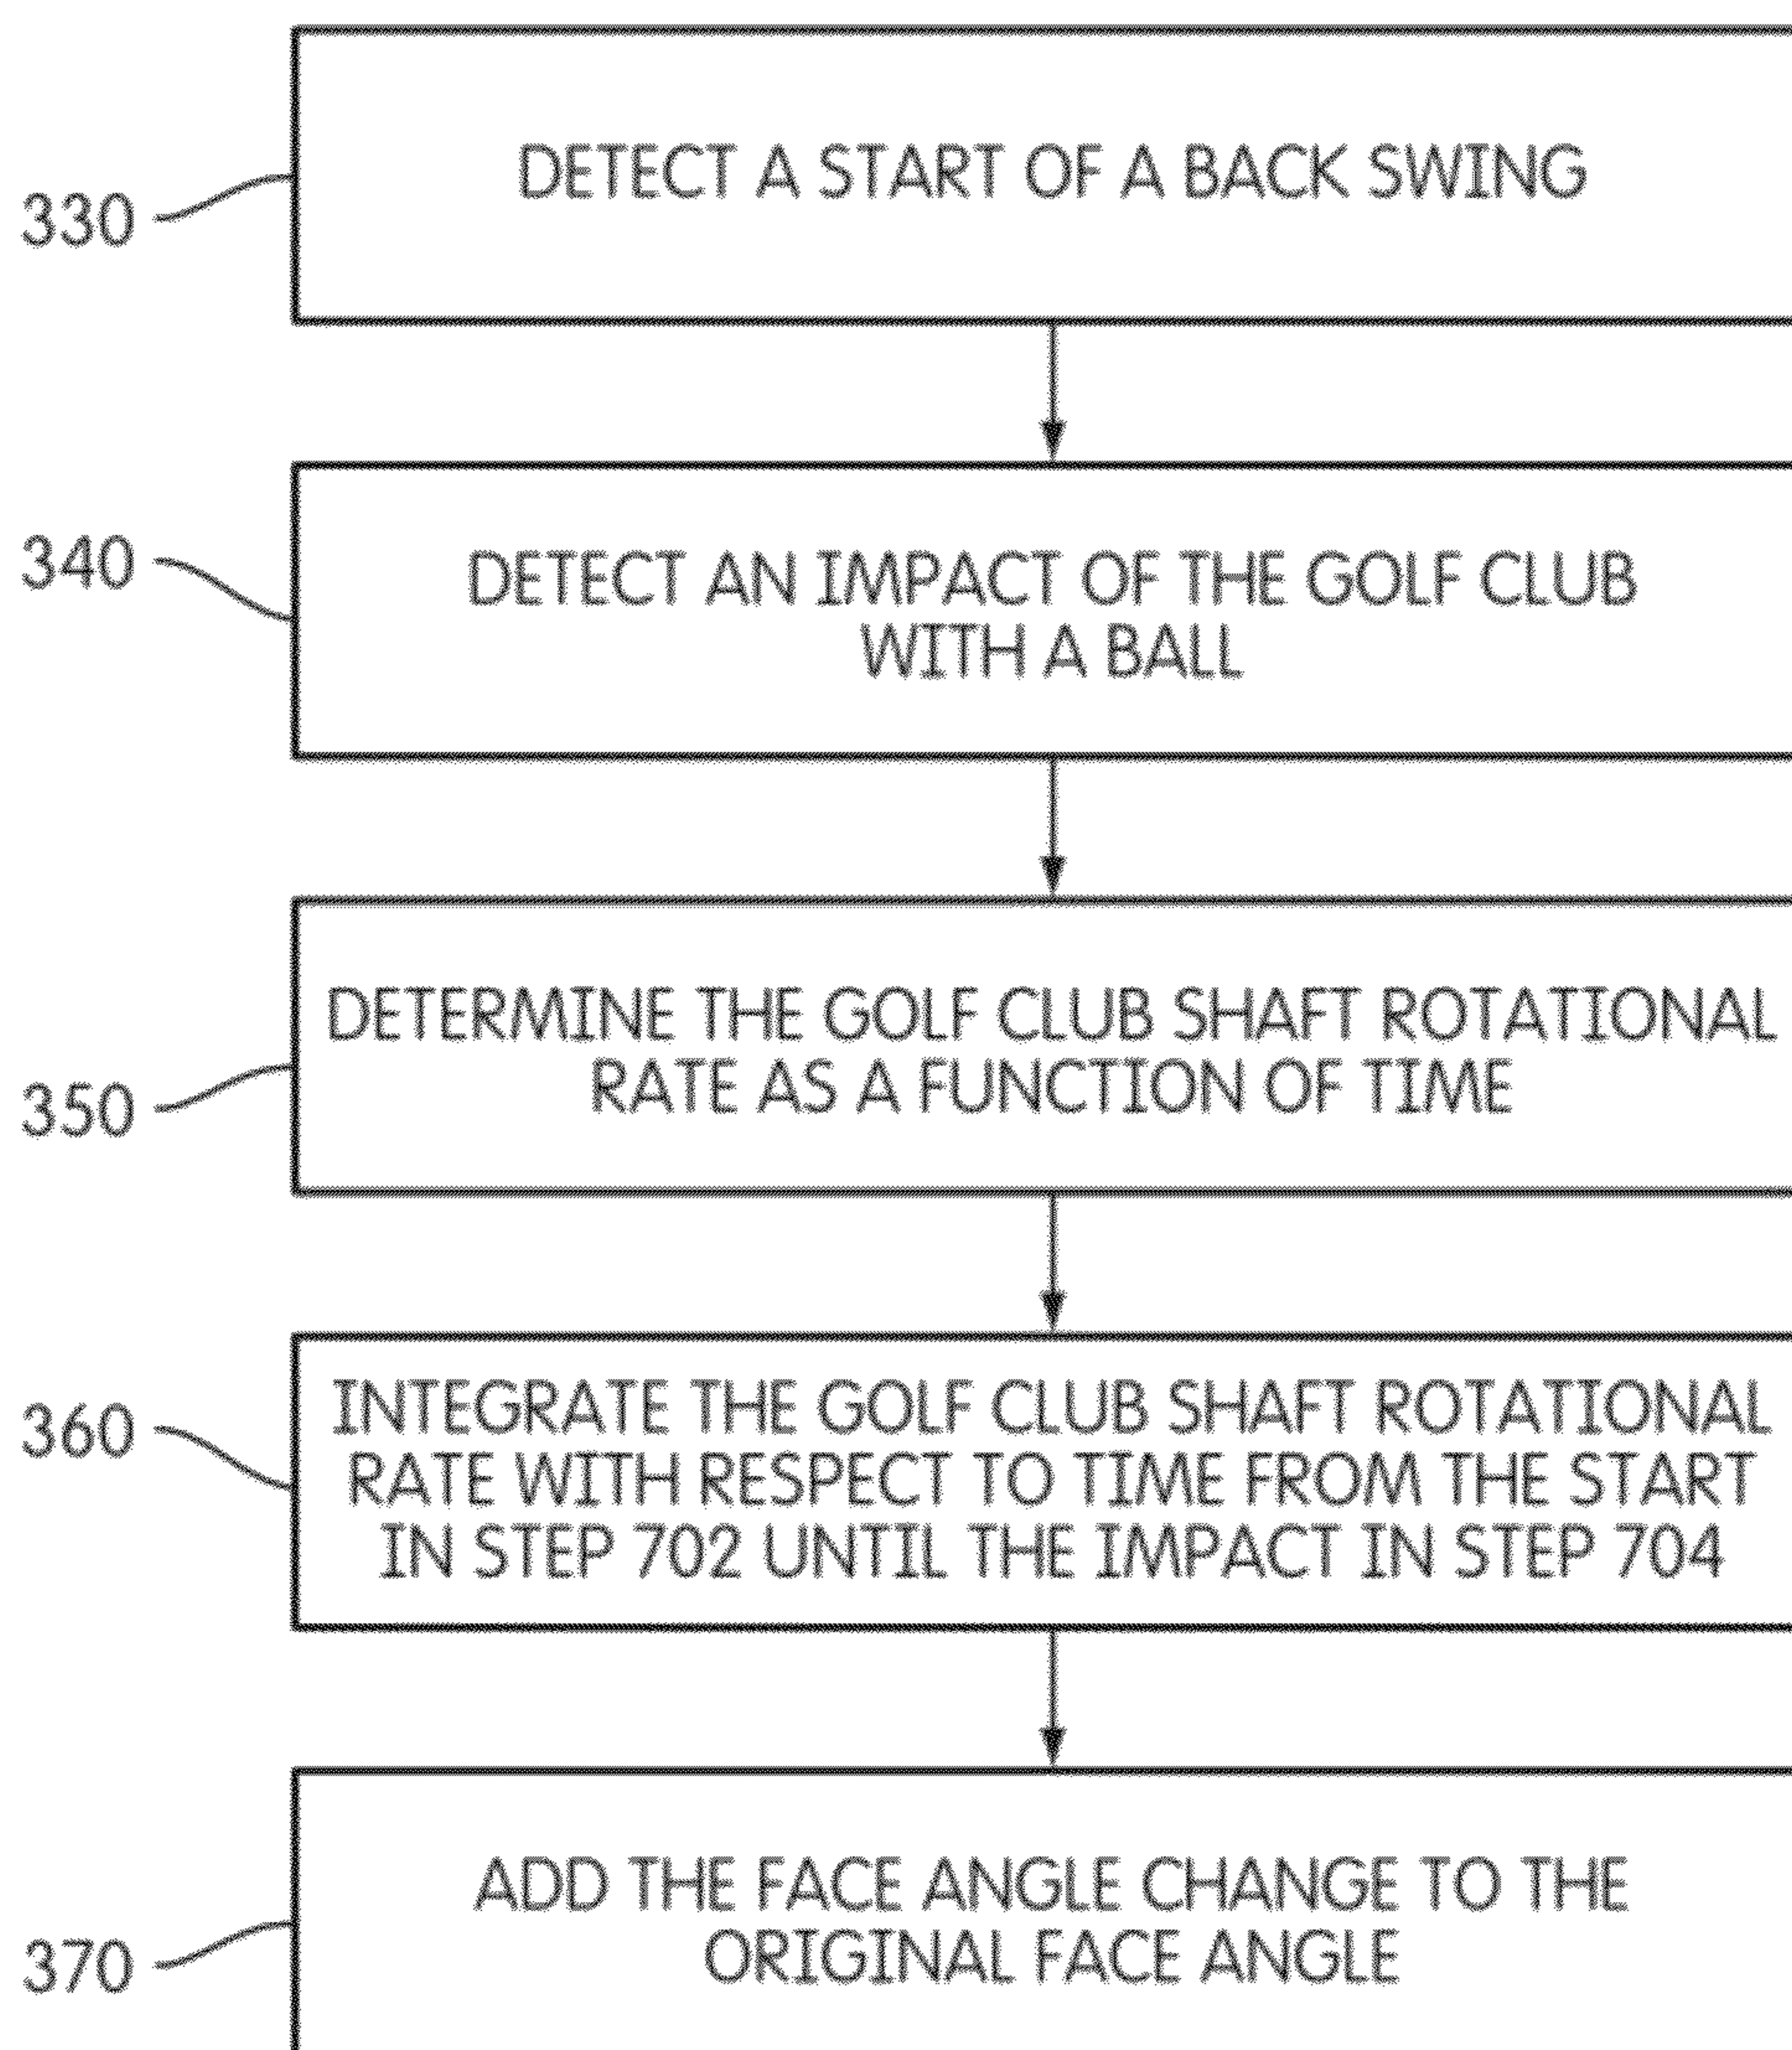 330
DETECT A START OF A BACK SWING
340
DETECT AN IMPACT OF THE GOLF CLUB
WITH A BALL
350
DETERMINE THE GOLF CLUB SHAFT ROTATIONAL
RATE AS A FUNCTION OF TIME
360
INTEGRATE THE GOLF CLUB SHAFT ROTATIONAL
RATE WITH RESPECT TO TIME FROM THE START
IN STEP 702 UNTIL THE IMPACT IN STEP 704
370
ADD THE FACE ANGLE CHANGE TO THE
ORIGINAL FACE ANGLE